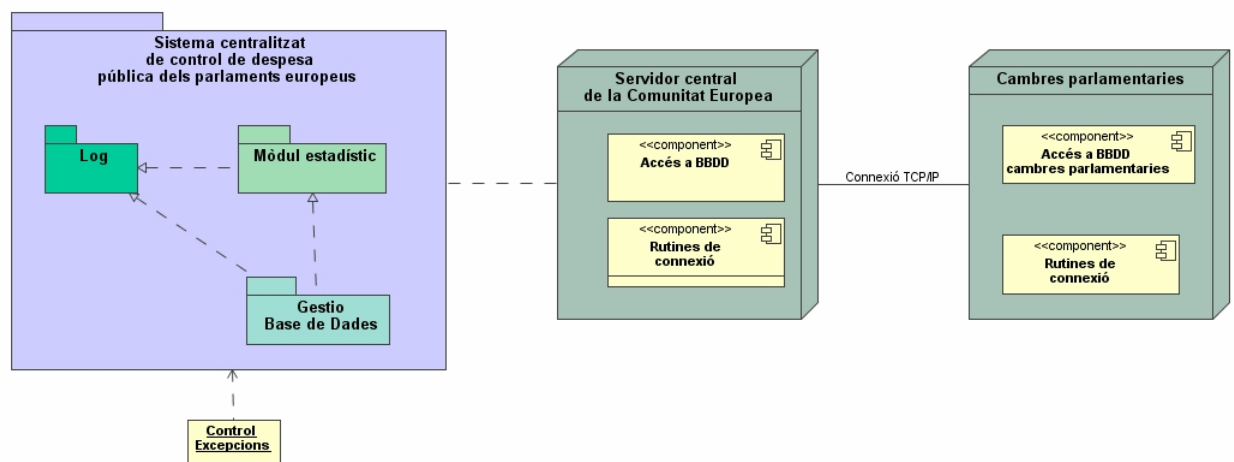 Sistema centralitzat
de control de despesa
pública dels parlaments europeus
Log
Mòdul estadístic
Gestio
Base de Dades
Control
Excepcions
Servidor central
de la Comunitat Europea
<<component>>
Accés a BBDD
<<component>>
Rutines de
connexió
Connexió TCP/IP
Cambres parlamentaries
<<component>>
Accés a BBDD
cambres parlamentaries
<<component>>
Rutines de
connexió